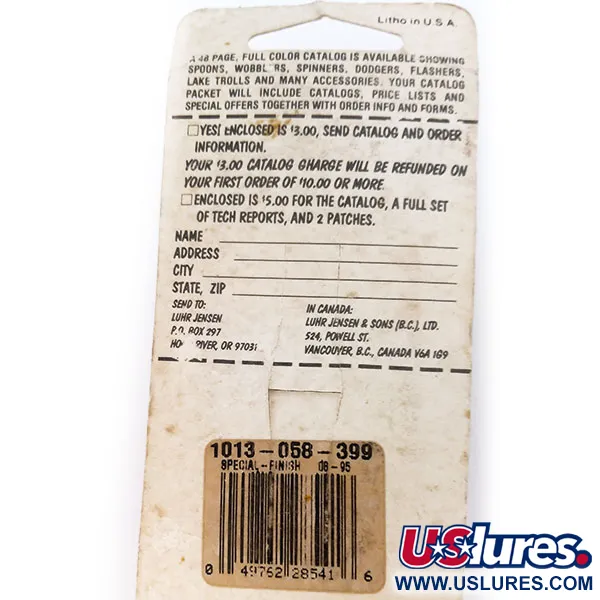 Litho in U.S.A.
A 48 PAGE, FULL COLOR CATALOG IS AVAILABLE SHOWING
SPOONS, WOBBLERS, SPINNERS, DODGERS, FLASHERS,
LAKE TROLLS AND MANY ACCESSORIES. YOUR CATALOG
PACKET WILL INCLUDE CATALOGS, PRICE LISTS AND
SPECIAL OFFERS TOGETHER WITH ORDER INFO AND FORMS.
YES! ENCLOSED IS $3.00, SEND CATALOG AND ORDER
INFORMATION.
YOUR $3.00 CATALOG GHARGE WILL BE REFUNDED ON
YOUR FIRST ORDER OF $10.00 OR MORE.
ENCLOSED IS $5.00 FOR THE CATALOG, A FULL SET
OF TECH REPORTS, AND 2 PATCHES.
NAME
ADDRESS
CITY
STATE, ZIP
SEND TO:
LUHR JENSEN
P.O. BOX 297
HOOD RIVER, OR 97031
IN CANADA:
LUHR JENSEN & SONS (B.C.), LTD.
524, POWELL ST.
VANCOUVER, B.C., CANADA V6A 1G9
1013-058-399
SPECIAL-FINISH 08-95
0 49762 28541 6
USlures.
WWW.USLURES.COM